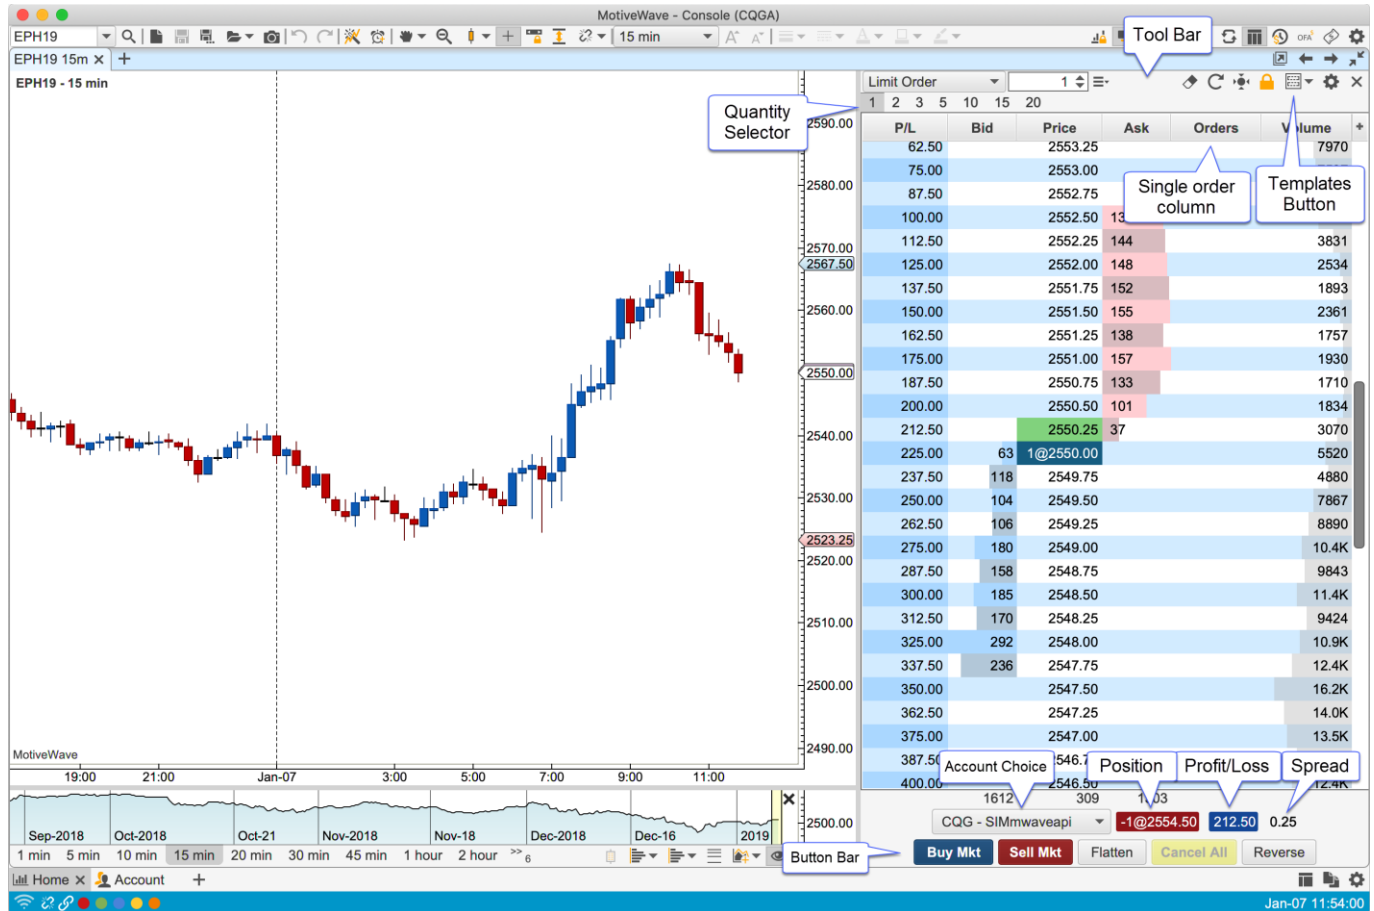 MotiveWave - Console (CQGA)
EPH19
15 min
Tool Bar
EPH19 15m
EPH19 - 15 min
Limit Order 1
1 2 3 5 10 15 20
Quantity
Selector
P/L Bid Price Ask Orders Volume
62.50 2553.25 7970
75.00 2553.00
87.50 2552.75
Single order
column
Templates
Button
100.00 2552.50
112.50 2552.25 144 3831
125.00 2552.00 148 2534
137.50 2551.75 152 1893
150.00 2551.50 155 2361
162.50 2551.25 138 1757
175.00 2551.00 157 1930
187.50 2550.75 133 1710
200.00 2550.50 101 1834
212.50 2550.25 37 3070
225.00 63 1@2550.00 5520
237.50 118 2549.75 4880
250.00 104 2549.50 7867
262.50 106 2549.25 8890
275.00 180 2549.00 10.4K
287.50 158 2548.75 9843
300.00 185 2548.50 11.4K
312.50 170 2548.25 9424
325.00 292 2548.00 10.9K
337.50 236 2547.75 12.4K
350.00 2547.50 16.2K
362.50 2547.25 14.0K
375.00 2547.00 13.5K
387.50
400.00 2546.50 12.4K
2590.00
2580.00
2570.00
2567.50
2560.00
2550.00
2540.00
2530.00
2523.25
2520.00
2510.00
2500.00
2490.00
MotiveWave
19:00 21:00 Jan-07 3:00 5:00 7:00 9:00 11:00
Account Choice
Position
Profit/Loss
Spread
1612 309
2500.00
Sep-2018 Oct-2018 Oct-21 Nov-2018 Nov-18 Dec-2018 Dec-16 2019
CQG - SIMmwaveapi -1@2554.50 212.50 0.25
1 min 5 min 10 min 15 min 20 min 30 min 45 min 1 hour 2 hour >> 6
Button Bar
Buy Mkt Sell Mkt Flatten Cancel All Reverse
Home Account +
Jan-07 11:54:00